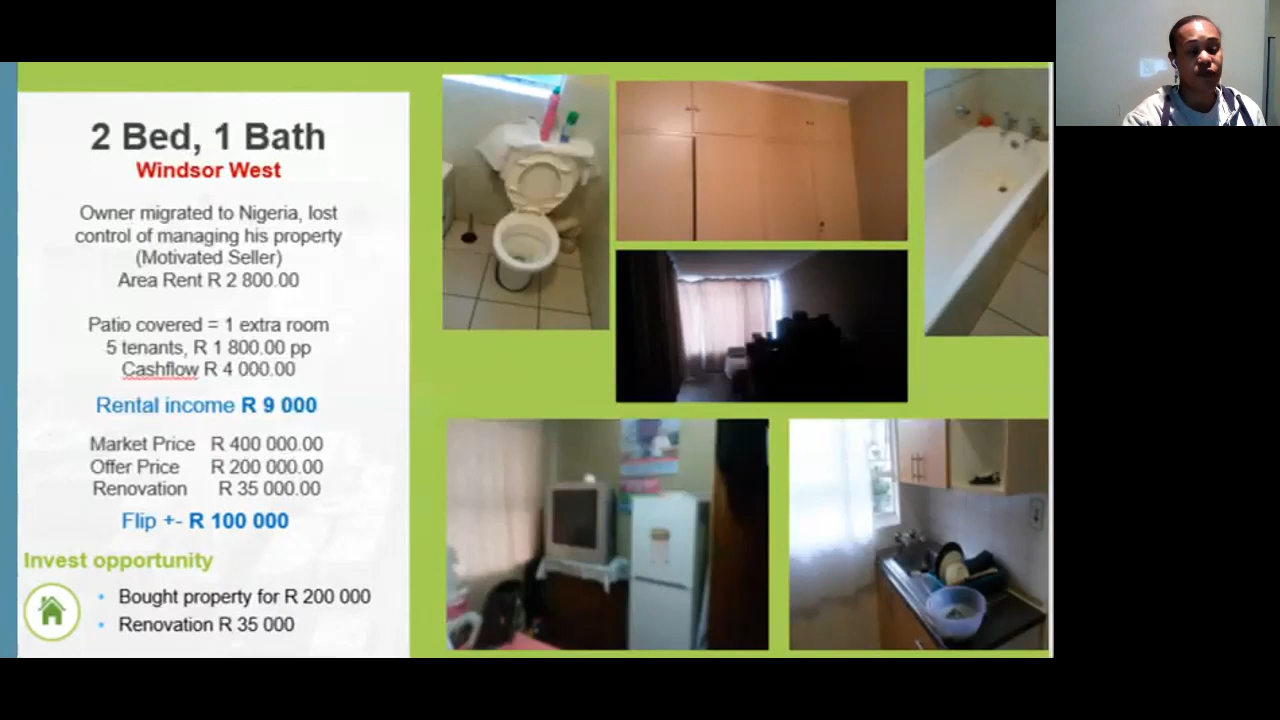 2 Bed, 1 Bath
Windsor West
Owner migrated to Nigeria, lost
control of managing his property
(Motivated Seller)
Area Rent R 2 800.00
Patio covered = 1 extra room
5 tenants, R 1 800.00 pp
Cashflow R 4 000.00
Rental income R 9 000
Market Price R 400 000.00
Offer Price R 200 000.00
Renovation R 35 000.00
Flip +- R 100 000
Invest opportunity
• Bought property for R 200 000
• Renovation R 35 000